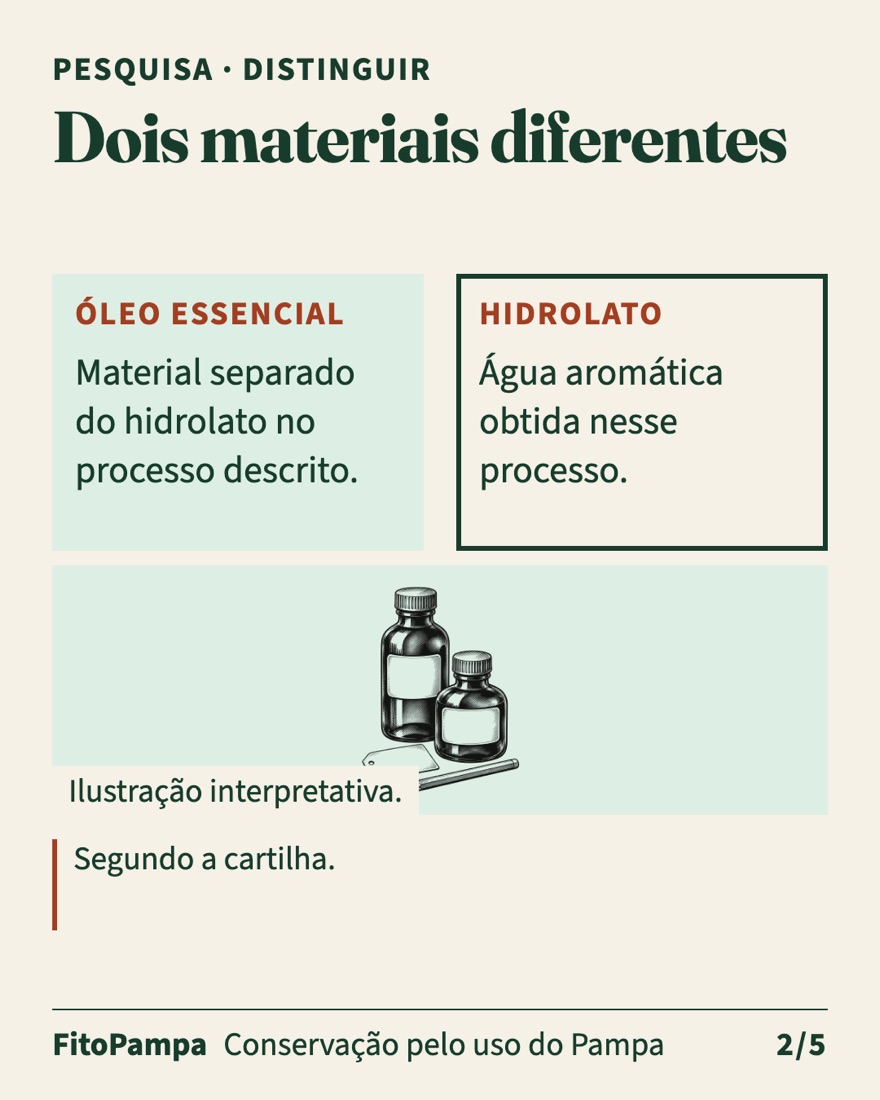 PESQUISA · DISTINGUIR
Dois materiais diferentes
ÓLEO ESSENCIAL
Material separado
do hidrolato no
processo descrito.
HIDROLATO
Água aromática
obtida nesse
processo.
Ilustração interpretativa.
Segundo a cartilha.
FitoPampa Conservação pelo uso do Pampa 2/5